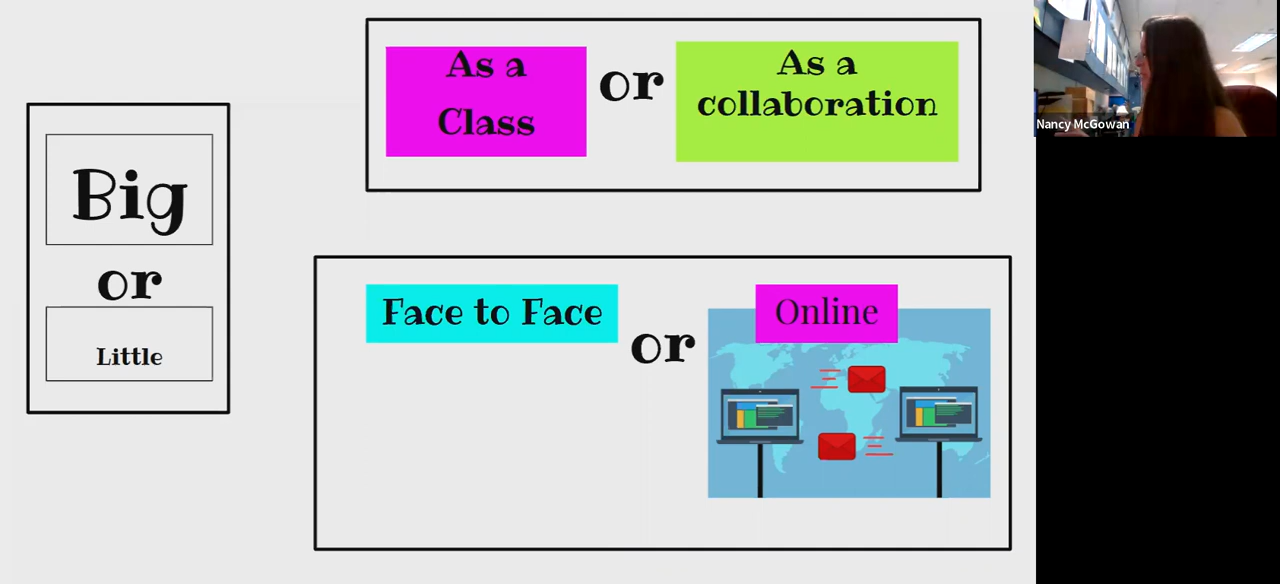 Big
or
Little
As a
Class
or
As a
collaboration
Face to Face
or
Online
Nancy McGowan